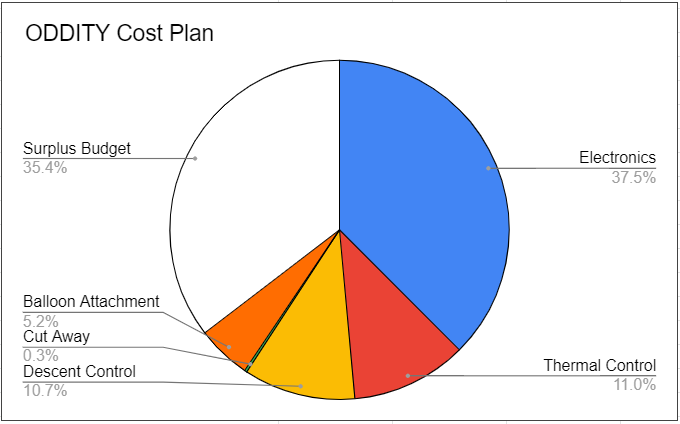 ODDITY Cost Plan
Surplus Budget
35.4%
Electronics
37.5%
Balloon Attachment
5.2%
Cut Away
0.3%
Descent Control
10.7%
Thermal Control
11.0%